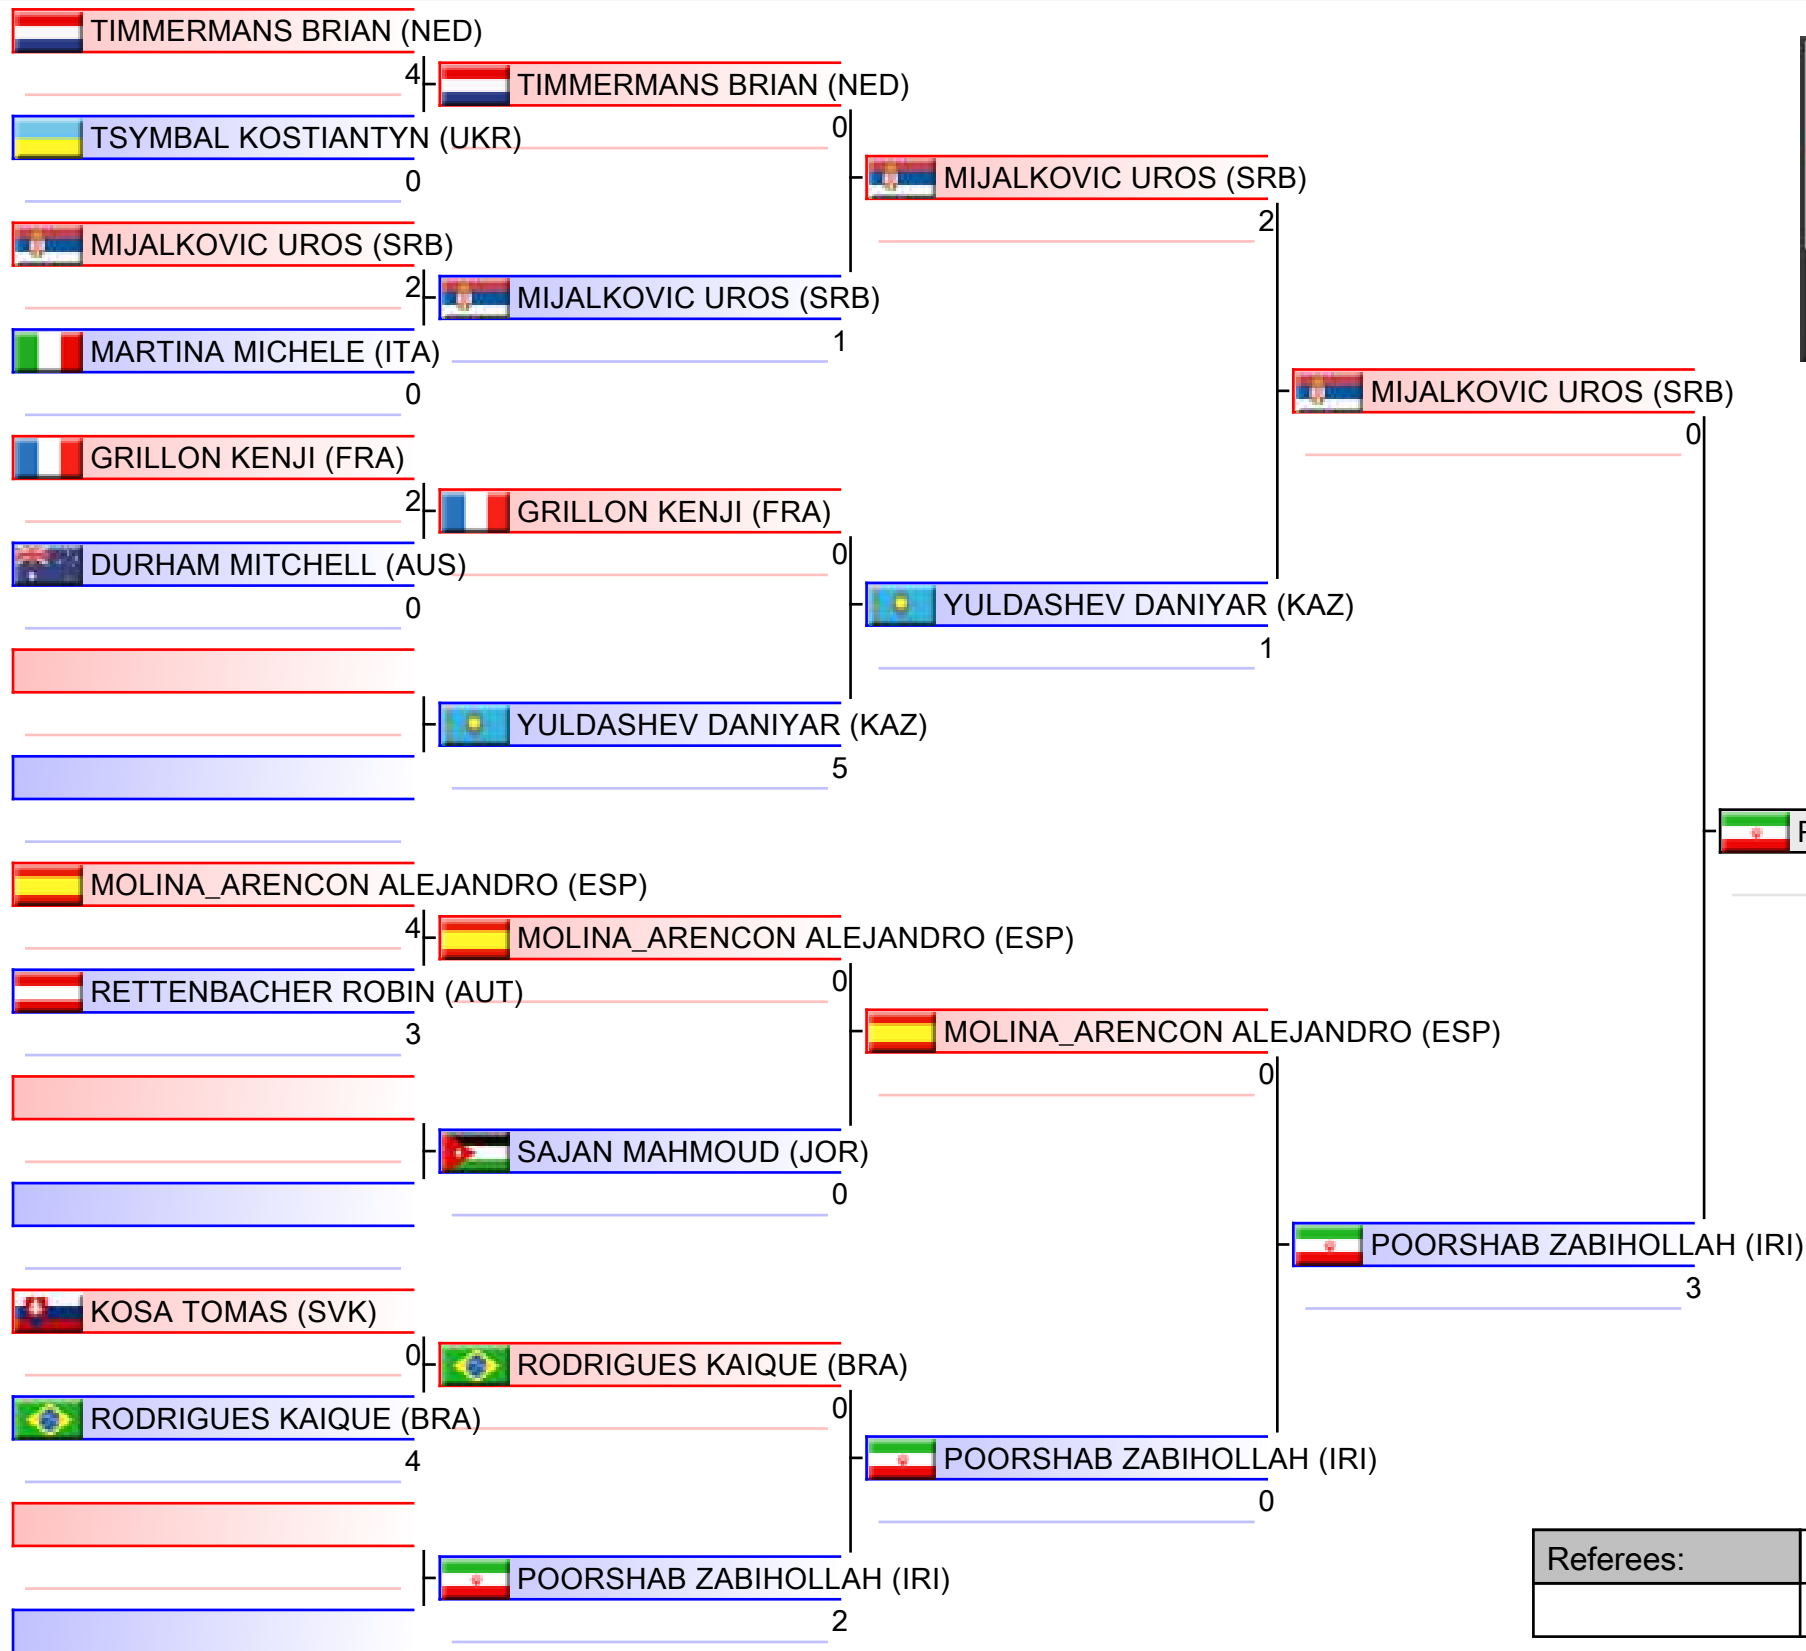 TIMMERMANS BRIAN (NED)
4
TSYMBAL KOSTIANTYN (UKR)
0
MIJALKOVIC UROS (SRB)
2
MARTINA MICHELE (ITA)
0
GRILLON KENJI (FRA)
2
DURHAM MITCHELL (AUS)
0
MOLINA_ARENCON ALEJANDRO (ESP)
4
RETTENBACHER ROBIN (AUT)
3
KOSA TOMAS (SVK)
0
RODRIGUES KAIQUE (BRA)
4
TIMMERMANS BRIAN (NED)
0
MIJALKOVIC UROS (SRB)
1
GRILLON KENJI (FRA)
0
YULDASHEV DANIYAR (KAZ)
5
MOLINA_ARENCON ALEJANDRO (ESP)
0
SAJAN MAHMOUD (JOR)
0
RODRIGUES KAIQUE (BRA)
0
POORSHAB ZABIHOLLAH (IRI)
2
MIJALKOVIC UROS (SRB)
2
YULDASHEV DANIYAR (KAZ)
1
MOLINA_ARENCON ALEJANDRO (ESP)
0
POORSHAB ZABIHOLLAH (IRI)
0
MIJALKOVIC UROS (SRB)
0
POORSHAB ZABIHOLLAH (IRI)
3
Referees: